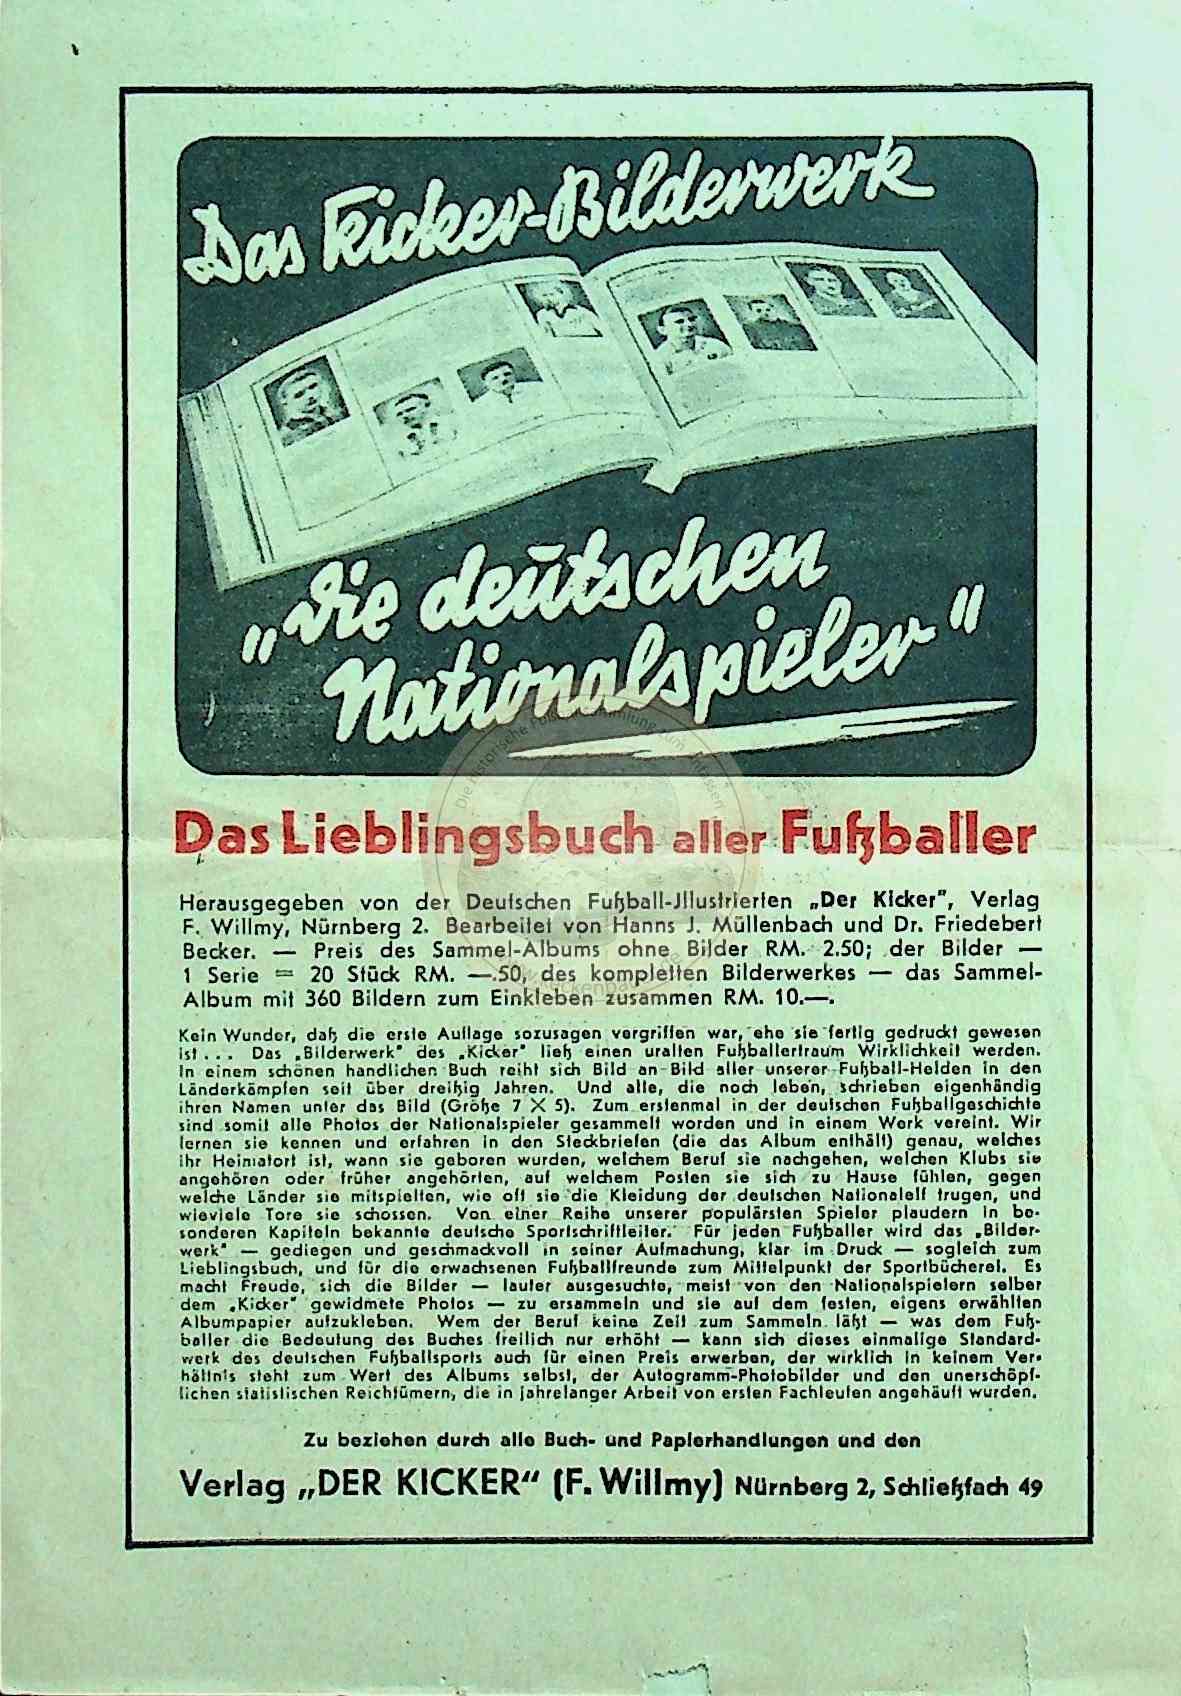 Das Kicker-Bilderwerk
„Die deutschen
Nationalspieler"
Das Lieblingsbuch aller Fußballer
Herausgegeben von der Deutschen Fußball-Jllustrierten „Der Kicker", Verlag
F. Willmy, Nürnberg 2. Bearbeitet von Hanns J. Müllenbach und Dr. Friedebert
Becker. — Preis des Sammel-Albums ohne Bilder RM. 2.50; der Bilder —
1 Serie = 20 Stück RM. —.50, des kompletten Bilderwerkes — das Sammel-
Album mit 360 Bildern zum Einkleben zusammen RM. 10.—.
Kein Wunder, daß die erste Auflage sozusagen vergriffen war, ehe sie fertig gedruckt gewesen
ist ... Das „Bilderwerk" des „Kicker" ließ einen uralten Fußballertraum Wirklichkeit werden.
In einem schönen handlichen Buch reiht sich Bild an Bild aller unserer Fußball-Helden in den
Länderkämpfen seit über dreißig Jahren. Und alle, die noch leben, schrieben eigenhändig
ihren Namen unter das Bild (Größe 7 X 5). Zum erstenmal in der deutschen Fußballgeschichte
sind somit alle Photos der Nationalspieler gesammelt worden und in einem Werk vereint. Wir
lernen sie kennen und erfahren in den Steckbriefen (die das Album enthält) genau, welches
ihr Heimatort ist, wann sie geboren wurden, welchem Beruf sie nachgehen, welchen Klubs sie
angehören oder früher angehörten, auf welchem Posten sie sich zu Hause fühlen, gegen
welche Länder sie mitspielten, wie oft sie die Kleidung der deutschen Nationalelf trugen, und
wieviele Tore sie schossen. Von einer Reihe unserer populärsten Spieler plaudern in be-
sonderen Kapiteln bekannte deutsche Sportschriftleiter. Für jeden Fußballer wird das „Bilder-
werk" — gediegen und geschmackvoll in seiner Aufmachung, klar im Druck — sogleich zum
Lieblingsbuch, und für die erwachsenen Fußballfreunde zum Mittelpunkt der Sportbücherei. Es
macht Freude, sich die Bilder — lauter ausgesuchte, meist von den Nationalspielern selber
dem „Kicker" gewidmete Photos — zu ersammeln und sie auf dem festen, eigens erwählten
Albumpapier aufzukleben. Wem der Beruf keine Zeit zum Sammeln läßt — was dem Fuß-
baller die Bedeutung des Buches freilich nur erhöht — kann sich dieses einmalige Standard-
werk des deutschen Fußballsports auch für einen Preis erwerben, der wirklich in keinem Ver-
hältnis steht zum Wert des Albums selbst, der Autogramm-Photobilder und den unerschöpf-
lichen statistischen Reichtümern, die in jahrelanger Arbeit von ersten Fachleuten angehäuft wurden.
Zu beziehen durch alle Buch- und Papierhandlungen und den
Verlag „DER KICKER" (F. Willmy) Nürnberg 2, Schließfach 49
Die historische Fußballsammlung zum Anfassen